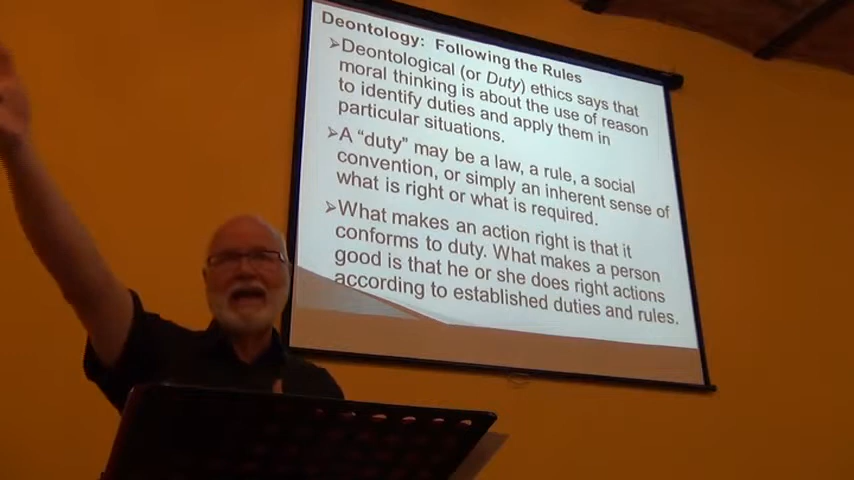 Deontology: Following the Rules
➢Deontological (or Duty) ethics says that
moral thinking is about the use of reason
to identify duties and apply them in
particular situations.
➢A “duty” may be a law, a rule, a social
convention, or simply an inherent sense of
what is right or what is required.
➢What makes an action right is that it
conforms to duty. What makes a person
good is that he or she does right actions
according to established duties and rules.